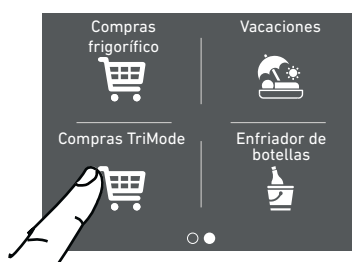 Compras
frigorífico
Vacaciones
Compras TriMode
Enfriador de
botellas